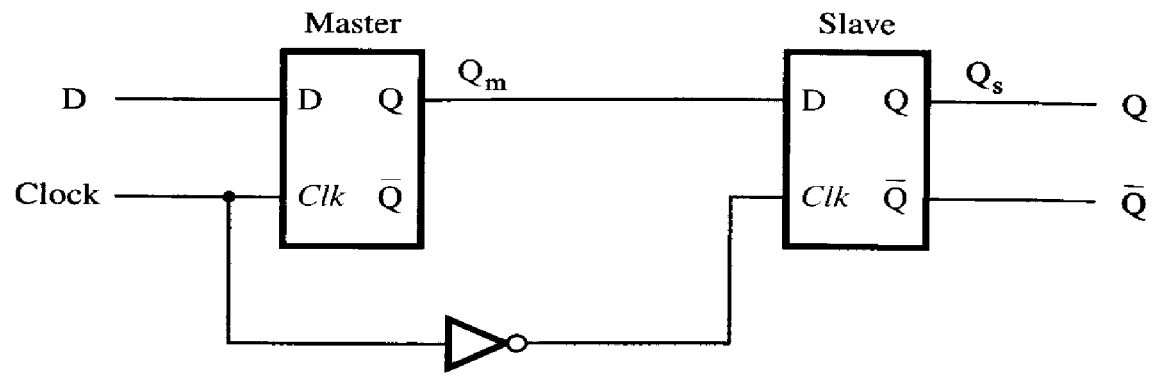 Master Slave
D D Q Qₘ D Q Qₛ Q
Clock Clk Q̅ Clk Q̅ Q̅